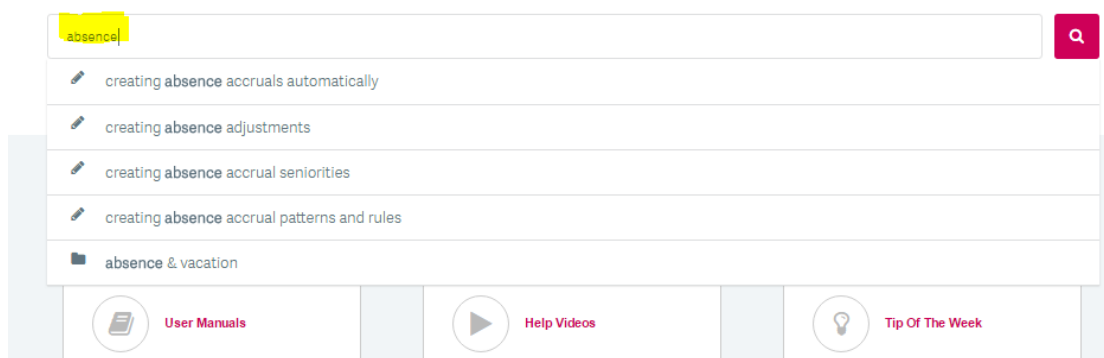 absence
creating absence accruals automatically
creating absence adjustments
creating absence accrual seniorities
creating absence accrual patterns and rules
absence & vacation
User Manuals
Help Videos
Tip Of The Week